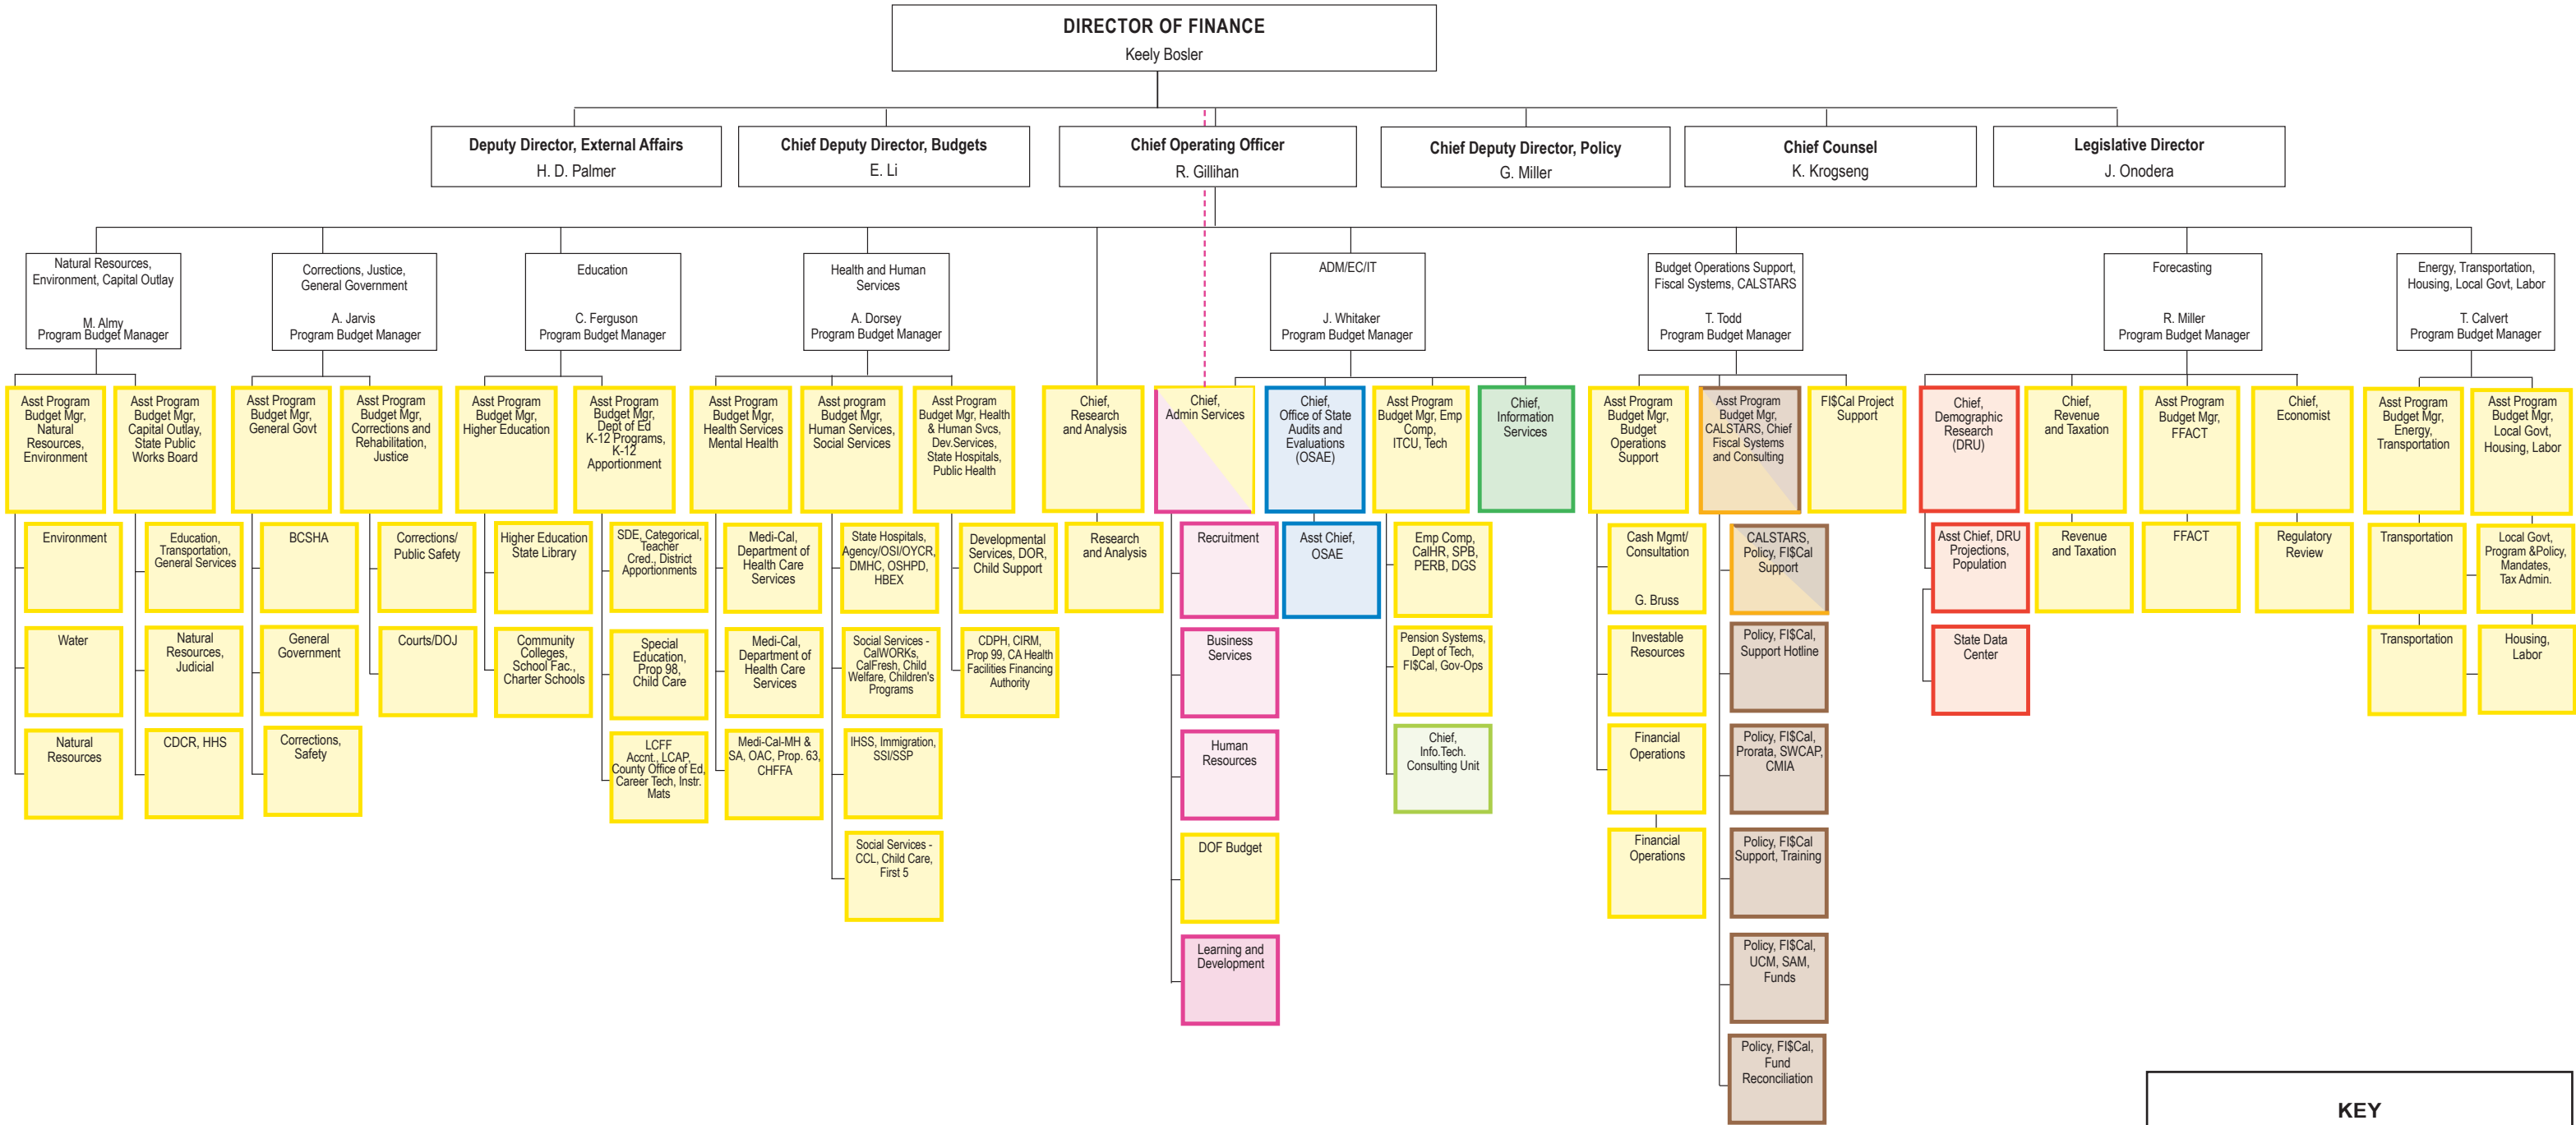 DIRECTOR OF FINANCE
Keely Bosler
Deputy Director, External Affairs
H. D. Palmer
Chief Deputy Director, Budgets
E. Li
Chief Operating Officer
R. Gillihan
Chief Deputy Director, Policy
G. Miller
Chief Counsel
K. Krogseng
Legislative Director
J. Onodera
Natural Resources,
Environment, Capital Outlay
M. Almy
Program Budget Manager
Corrections, Justice,
General Government
A. Jarvis
Program Budget Manager
Education
C. Ferguson
Program Budget Manager
Health and Human
Services
A. Dorsey
Program Budget Manager
ADM/EC/IT
J. Whitaker
Program Budget Manager
Budget Operations Support,
Fiscal Systems, CALSTARS
T. Todd
Program Budget Manager
Forecasting
R. Miller
Program Budget Manager
Energy, Transportation,
Housing, Local Govt, Labor
T. Calvert
Program Budget Manager
Asst Program
Budget Mgr,
Natural
Resources,
Environment
Asst Program
Budget Mgr,
Capital Outlay,
State Public
Works Board
Asst Program
Budget Mgr,
General Govt
Asst Program
Budget Mgr,
Corrections and
Rehabilitation,
Justice
Asst Program
Budget Mgr,
Higher Education
Asst Program
Budget Mgr,
Dept of Ed
K-12 Programs,
K-12
Apportionment
Asst Program
Budget Mgr,
Health Services
Mental Health
Asst program
Budget Mgr,
Human Services,
Social Services
Asst Program
Budget Mgr, Health
& Human Svcs,
Dev.Services,
State Hospitals,
Public Health
Chief,
Research
and Analysis
Chief,
Admin Services
Chief,
Office of State
Audits and
Evaluations
(OSAE)
Asst Program
Budget Mgr, Emp
Comp,
ITCU, Tech
Chief,
Information
Services
Asst Program
Budget Mgr,
Budget
Operations
Support
Asst Program
Budget Mgr,
CALSTARS, Chief
Fiscal Systems
and Consulting
FI$Cal Project
Support
Chief,
Demographic
Research
(DRU)
Chief,
Revenue
and Taxation
Asst Program
Budget Mgr,
FFACT
Chief,
Economist
Asst Program
Budget Mgr,
Energy,
Transportation
Asst Program
Budget Mgr,
Local Govt,
Housing, Labor
Environment
Education,
Transportation,
General Services
BCSHA
Corrections/
Public Safety
Higher Education
State Library
SDE, Categorical,
Teacher
Cred., District
Apportionments
Medi-Cal,
Department of
Health Care
Services
State Hospitals,
Agency/OSI/OYCR,
DMHC, OSHPD,
HBEX
Developmental
Services, DOR,
Child Support
Research
and Analysis
Recruitment
Asst Chief,
OSAE
Emp Comp,
CalHR, SPB,
PERB, DGS
Cash Mgmt/
Consultation
G. Bruss
CALSTARS,
Policy, FI$Cal
Support
Asst Chief, DRU
Projections,
Population
Revenue
and Taxation
FFACT
Regulatory
Review
Transportation
Local Govt,
Program &Policy,
Mandates,
Tax Admin.
Water
Natural
Resources,
Judicial
General
Government
Courts/DOJ
Community
Colleges,
School Fac.,
Charter Schools
Special
Education,
Prop 98,
Child Care
Medi-Cal,
Department of
Health Care
Services
Social Services -
CalWORKs,
CalFresh, Child
Welfare, Children's
Programs
CDPH, CIRM,
Prop 99, CA Health
Facilities Financing
Authority
Business
Services
Pension Systems,
Dept of Tech,
FI$Cal, Gov-Ops
Investable
Resources
Policy, FI$Cal,
Support Hotline
State Data
Center
Transportation
Housing,
Labor
Natural
Resources
CDCR, HHS
Corrections,
Safety
LCFF
Accnt., LCAP,
County Office of Ed,
Career Tech, Instr.
Mats
Medi-Cal-MH &
SA, OAC, Prop. 63,
CHFFA
IHSS, Immigration,
SSI/SSP
Human
Resources
Chief,
Info.Tech.
Consulting Unit
Financial
Operations
Policy, FI$Cal,
Prorata, SWCAP,
CMIA
Social Services -
CCL, Child Care,
First 5
DOF Budget
Financial
Operations
Policy, FI$Cal
Support, Training
Learning and
Development
Policy, FI$Cal,
UCM, SAM,
Funds
Policy, FI$Cal,
Fund
Reconciliation
KEY